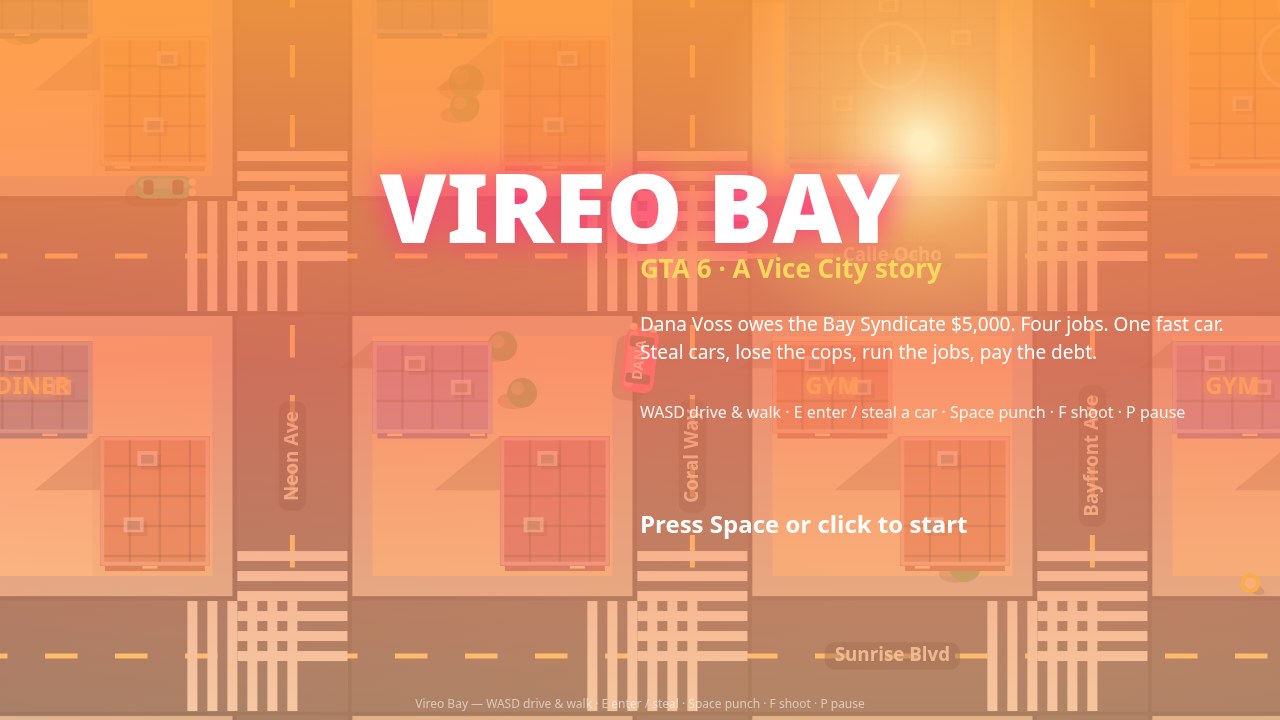 VIREO BAY
Calle Ocho
GTA 6 · A Vice City story
Dana Voss owes the Bay Syndicate $5,000. Four jobs. One fast car.
Steal cars, lose the cops, run the jobs, pay the debt.
DANA
DINER
GYM
GYM
WASD drive & walk · E enter / steal a car · Space punch · F shoot · P pause
Neon Ave
Coral Way
Bayfront Ave
Press Space or click to start
Sunrise Blvd
Vireo Bay — WASD drive & walk · E enter / steal · Space punch · F shoot · P pause
H